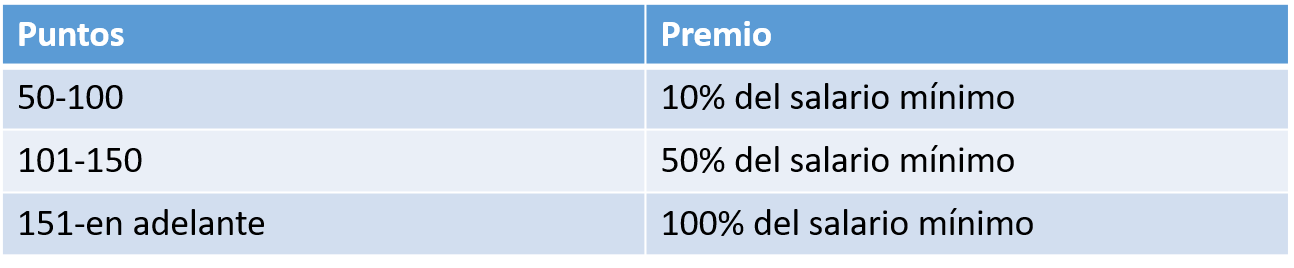 Puntos Premio
50-100 10% del salario mínimo
101-150 50% del salario mínimo
151-en adelante 100% del salario mínimo